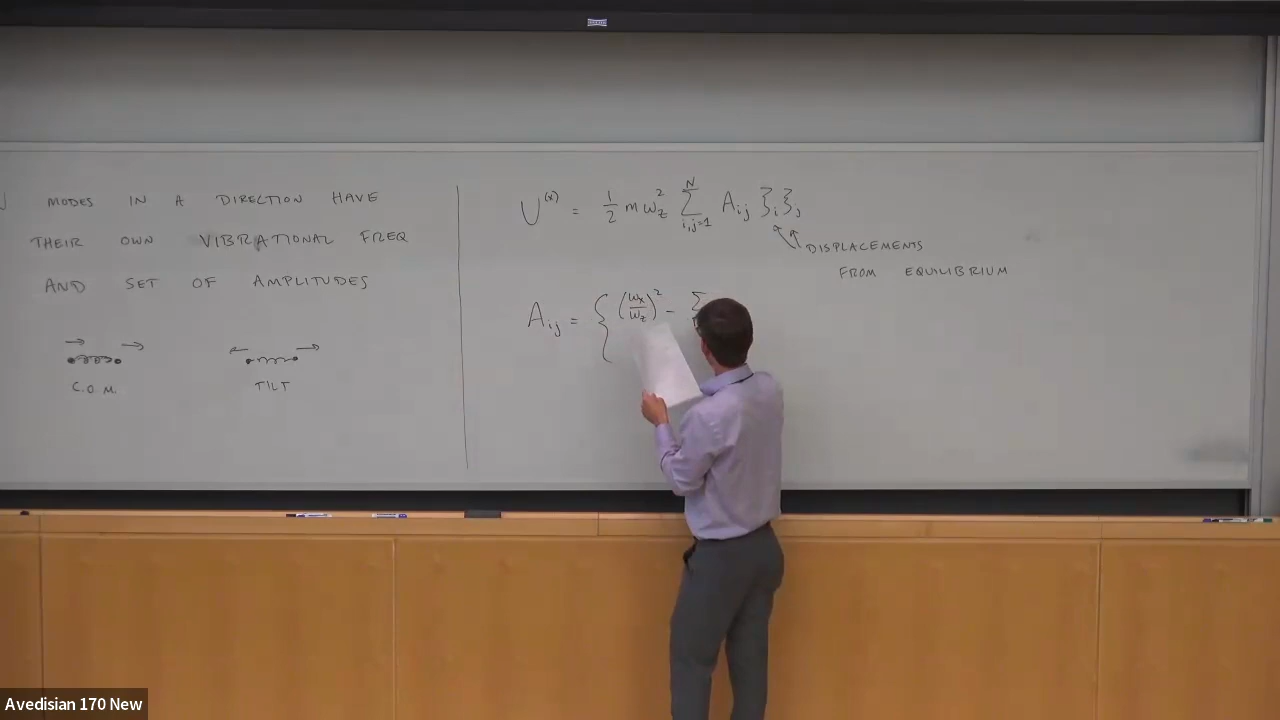 MODES IN A DIRECTION HAVE
THEIR OWN VIBRATIONAL FREQ
AND SET OF AMPLITUDES
C.O.M.
TILT
U^(x) = 1/2 m ω_z^2 Σ_{i,j=1}^N A_ij ξ_i ξ_j
DISPLACEMENTS
FROM EQUILIBRIUM
A_ij = { (ω_x/ω_z)^2 - Σ
Avedisian 170 New